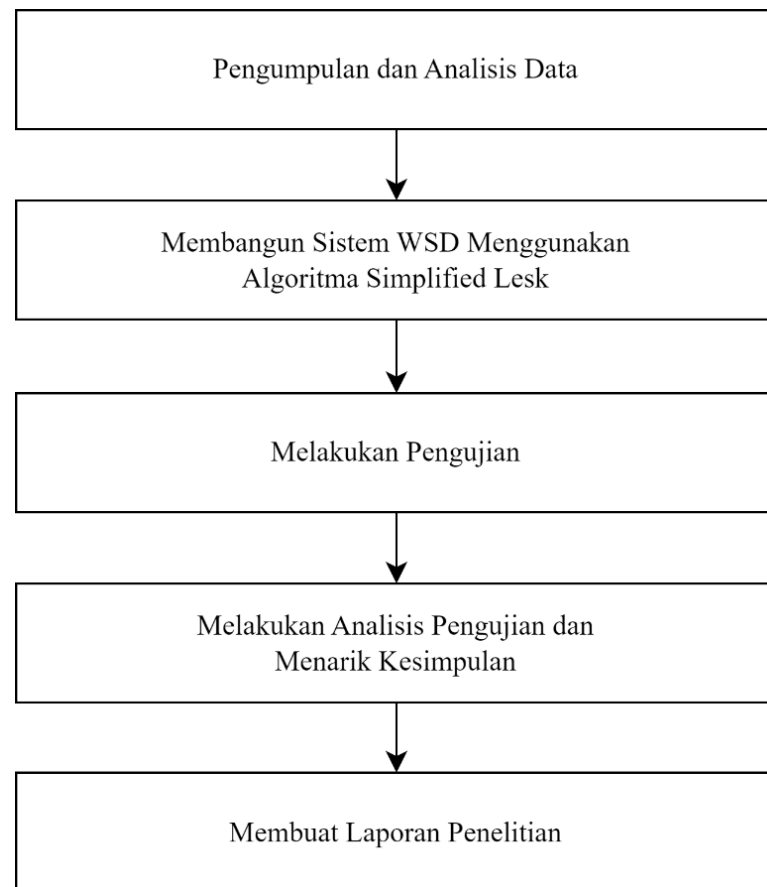 Pengumpulan dan Analisis Data
Membangun Sistem WSD Menggunakan
Algoritma Simplified Lesk
Melakukan Pengujian
Melakukan Analisis Pengujian dan
Menarik Kesimpulan
Membuat Laporan Penelitian